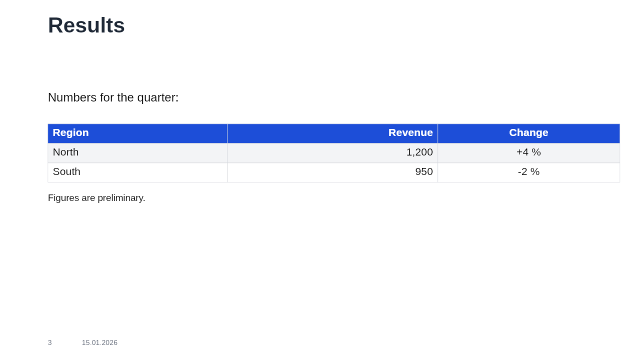 Results
Numbers for the quarter:
Region Revenue Change
North 1,200 +4 %
South 950 -2 %
Figures are preliminary.
3 15.01.2026